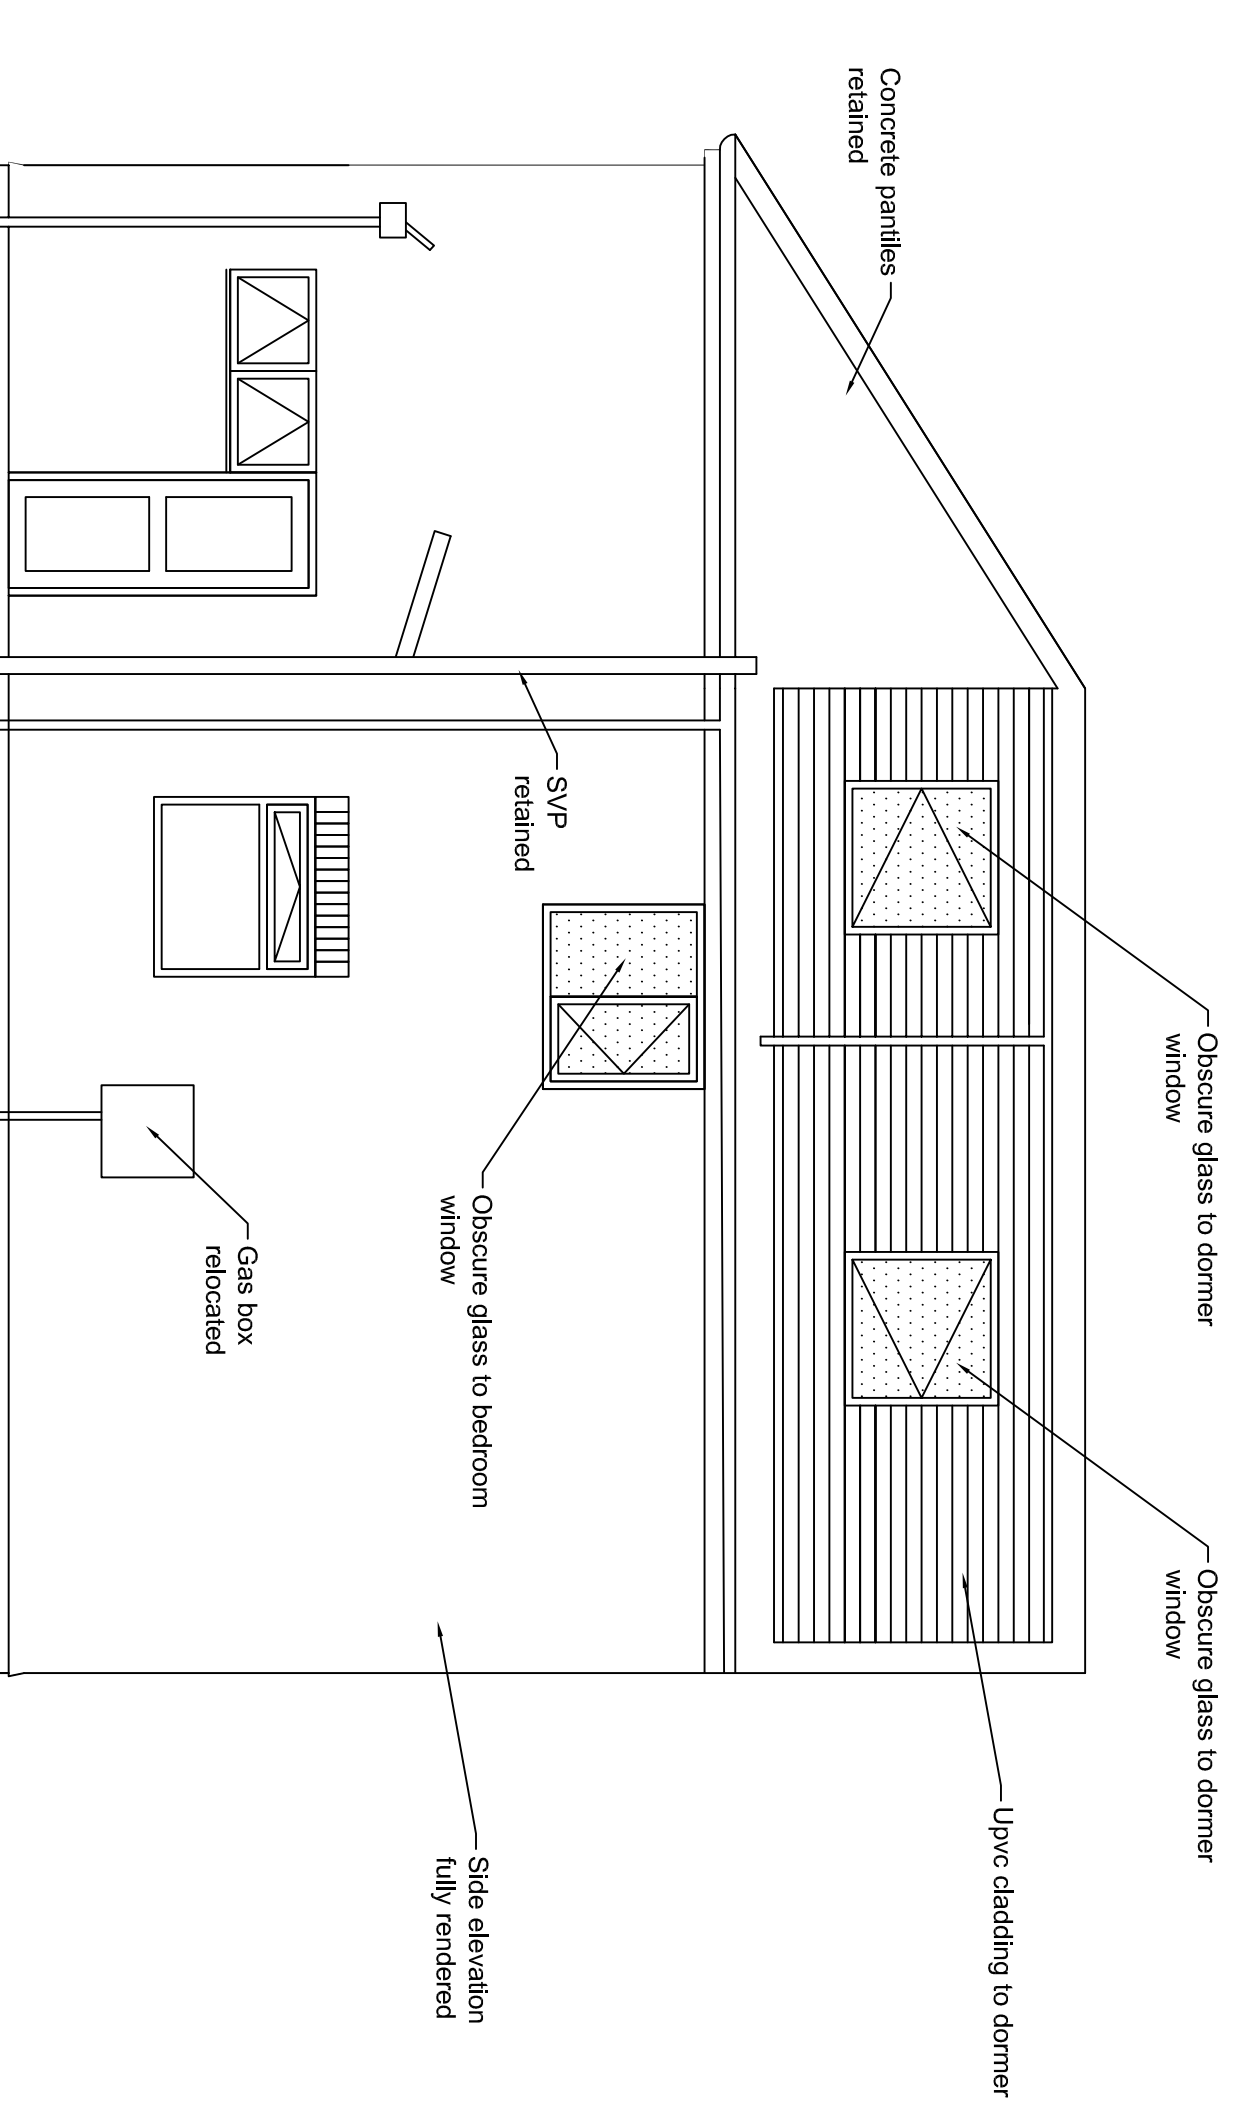 Obscure glass to dormer
window
Obscure glass to dormer
window
Concrete pantiles
retained
Upvc cladding to dormer
SVP
retained
Obscure glass to bedroom
window
Side elevation
fully rendered
Gas box
relocated